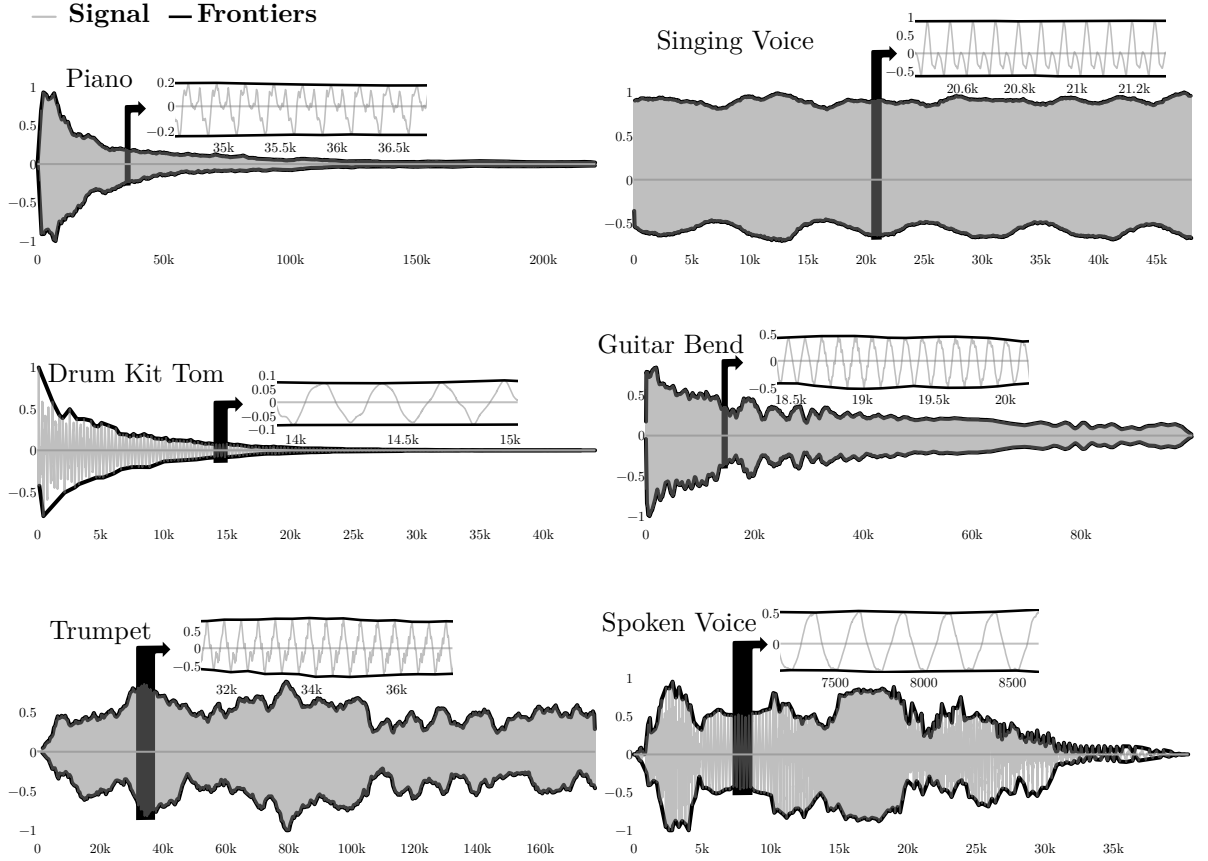 Signal Frontiers
Piano
0.2
0
−0.2
35k 35.5k 36k 36.5k
1
0.5
0
−0.5
−1
0 50k 100k 150k 200k
Singing Voice
1
0.5
0
−0.5
20.6k 20.8k 21k 21.2k
1
0.5
0
−0.5
0 5k 10k 15k 20k 25k 30k 35k 40k 45k
Drum Kit Tom
0.1
0.05
0
−0.05
−0.1
14k 14.5k 15k
1
0.5
0
−0.5
0 5k 10k 15k 20k 25k 30k 35k 40k
Guitar Bend
0.5
0
−0.5
18.5k 19k 19.5k 20k
0.5
0
−0.5
−1
0 20k 40k 60k 80k
Trumpet
0.5
0
−0.5
32k 34k 36k
0.5
0
−0.5
−1
0 20k 40k 60k 80k 100k 120k 140k 160k
Spoken Voice
0.5
0
7500 8000 8500
1
0.5
0
−0.5
−1
0 5k 10k 15k 20k 25k 30k 35k